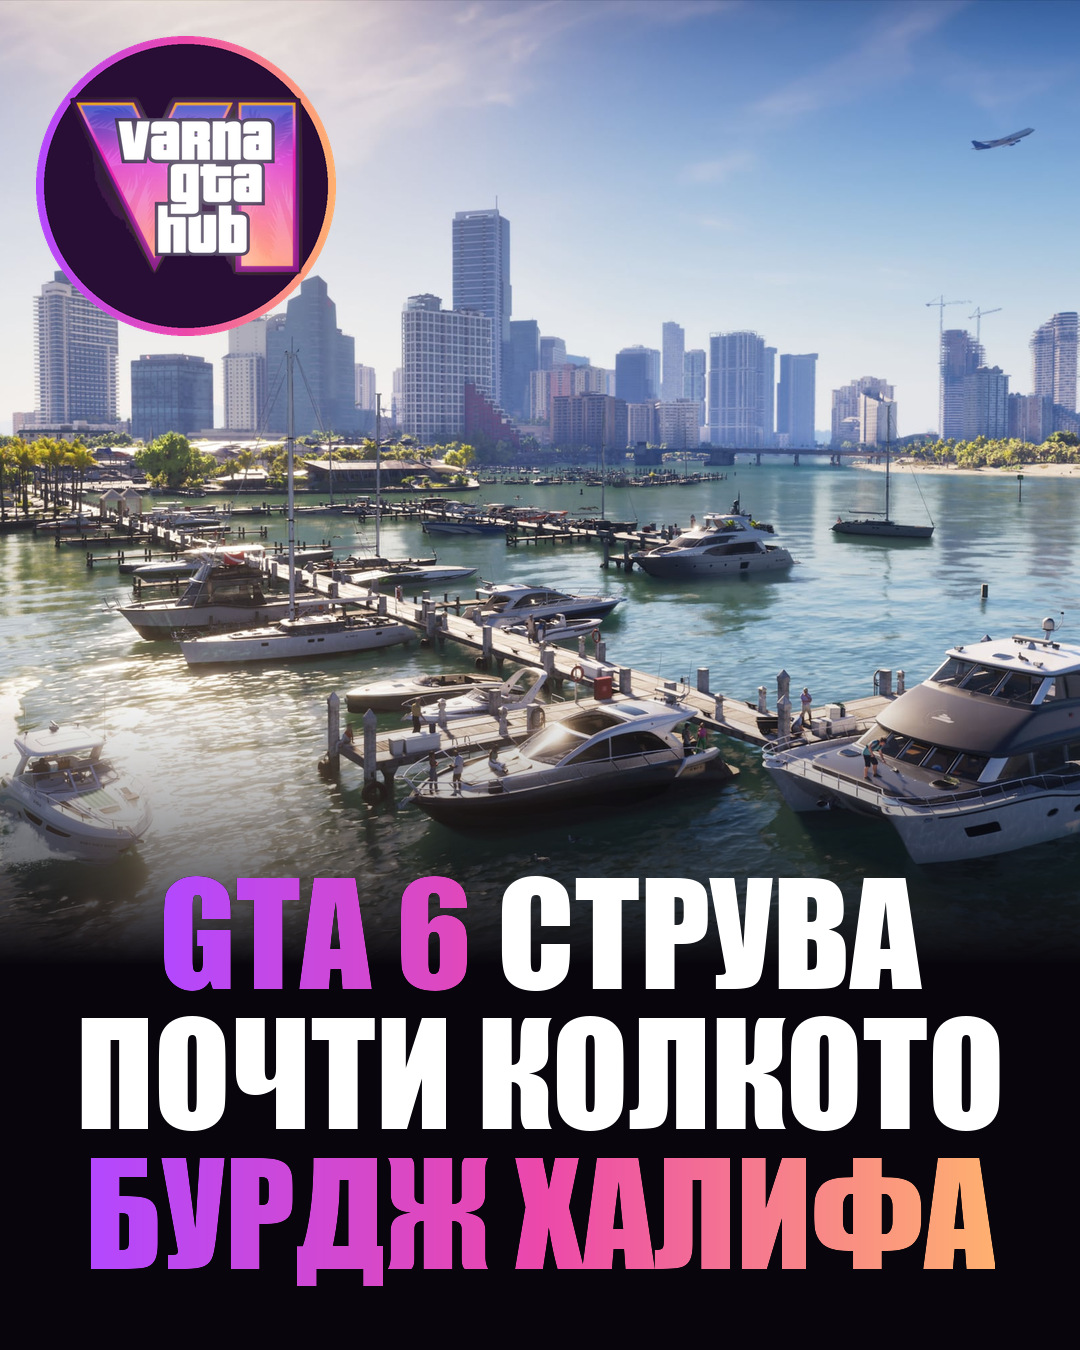 VARNA
gta
hub
GTA 6 СТРУВА
ПОЧТИ КОЛКОТО
БУРДЖ ХАЛИФА